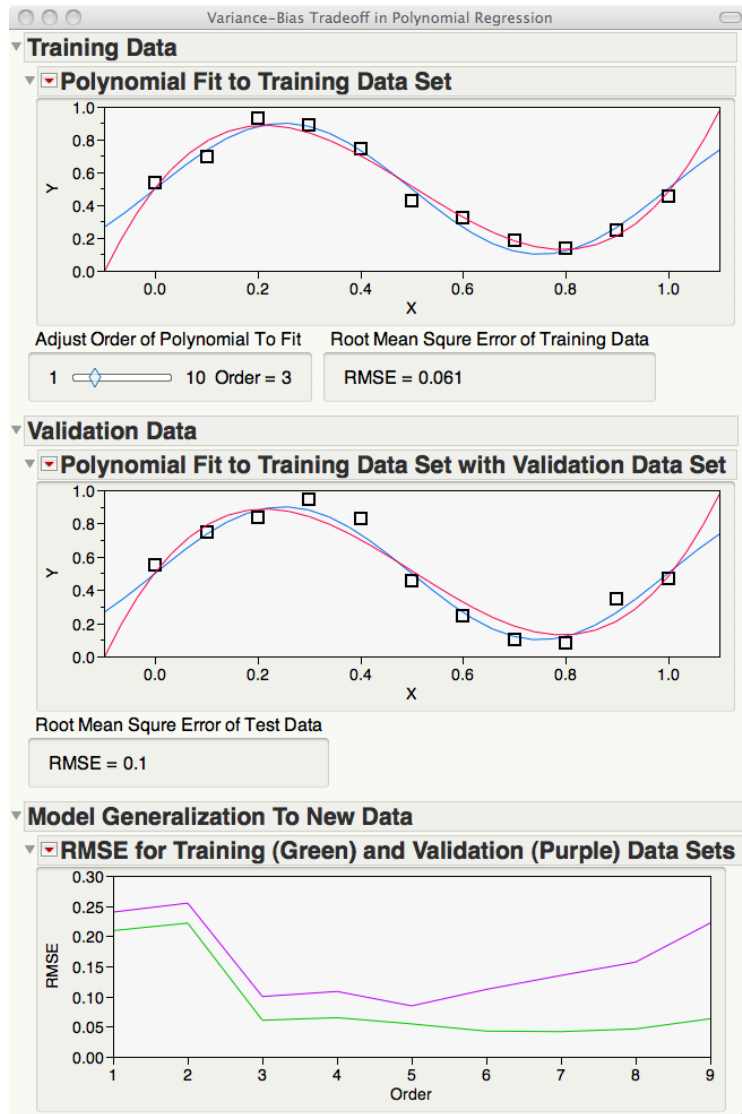 Variance-Bias Tradeoff in Polynomial Regression
Training Data
Polynomial Fit to Training Data Set
1.0
0.8
0.6
0.4
0.2
0.0
Y
0.0 0.2 0.4 0.6 0.8 1.0
X
Adjust Order of Polynomial To Fit
1 10 Order = 3
Root Mean Squre Error of Training Data
RMSE = 0.061
Validation Data
Polynomial Fit to Training Data Set with Validation Data Set
1.0
0.8
0.6
0.4
0.2
0.0
Y
0.0 0.2 0.4 0.6 0.8 1.0
X
Root Mean Squre Error of Test Data
RMSE = 0.1
Model Generalization To New Data
RMSE for Training (Green) and Validation (Purple) Data Sets
0.30
0.25
0.20
0.15
0.10
0.05
0.00
RMSE
1 2 3 4 5 6 7 8 9
Order